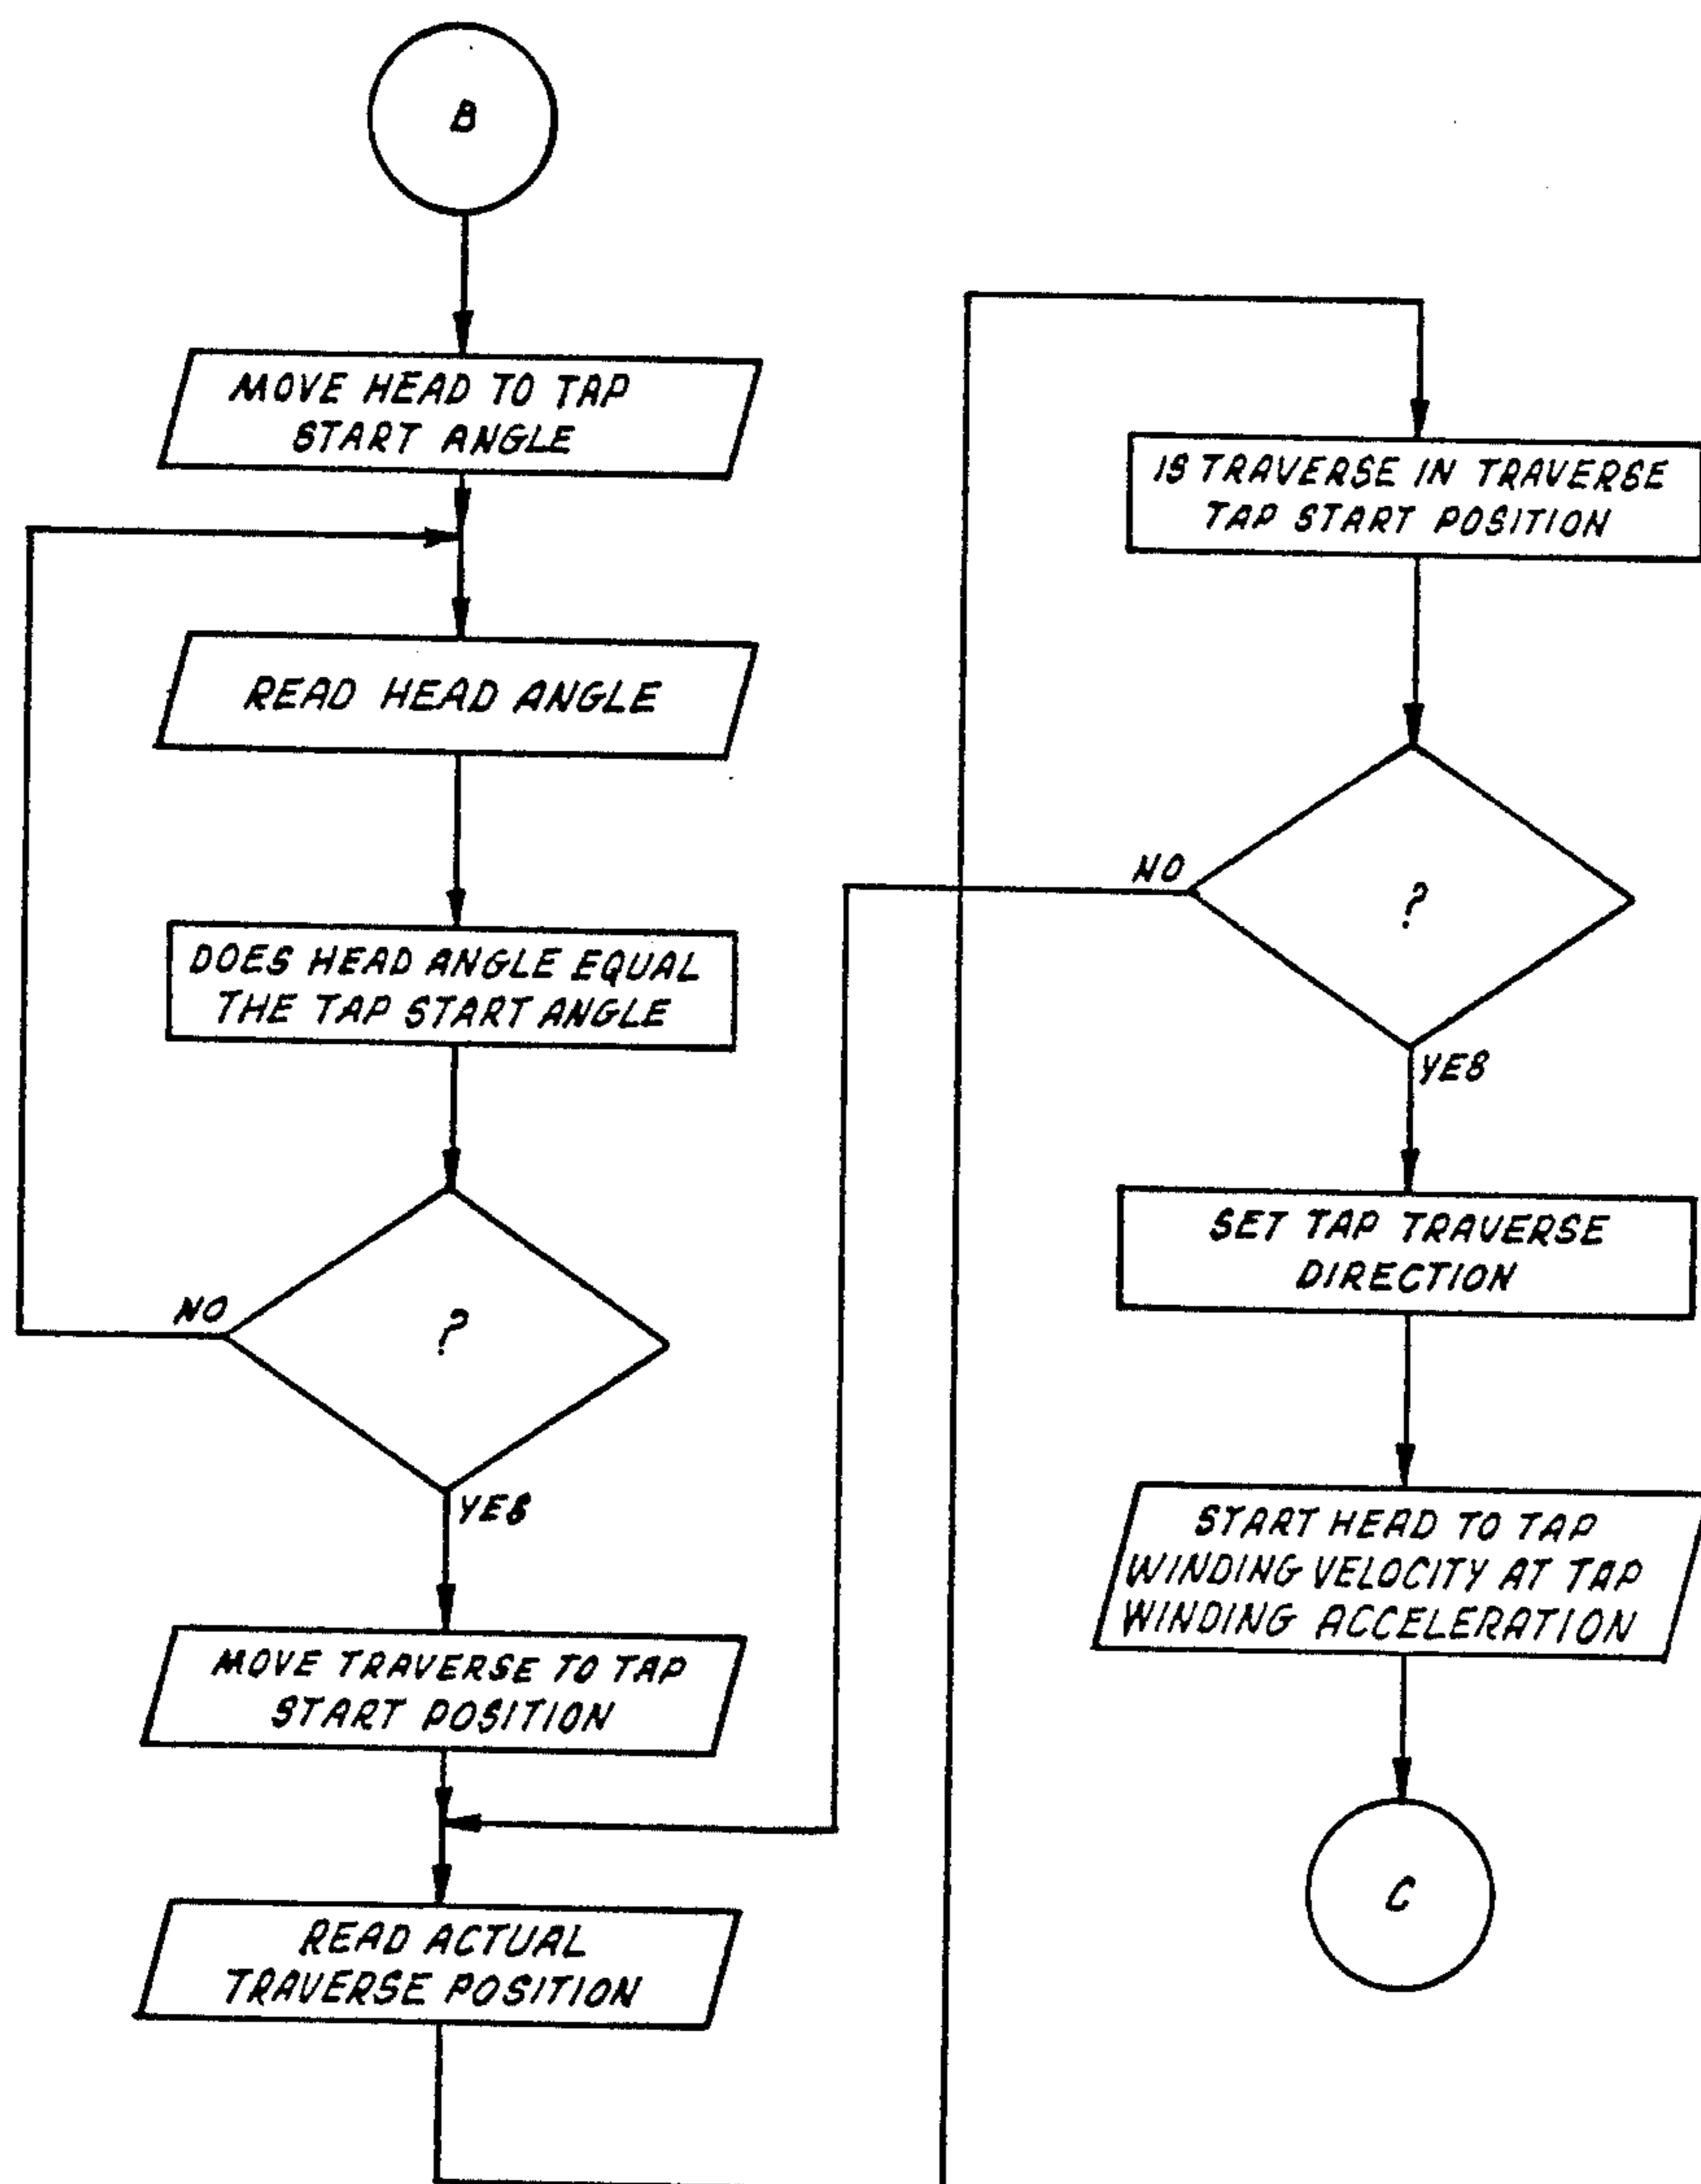 B
MOVE HEAD TO TAP
START ANGLE
READ HEAD ANGLE
DOES HEAD ANGLE EQUAL
THE TAP START ANGLE
?
NO
YES
MOVE TRAVERSE TO TAP
START POSITION
READ ACTUAL
TRAVERSE POSITION
IS TRAVERSE IN TRAVERSE
TAP START POSITION
NO
?
YES
SET TAP TRAVERSE
DIRECTION
START HEAD TO TAP
WINDING VELOCITY AT TAP
WINDING ACCELERATION
C